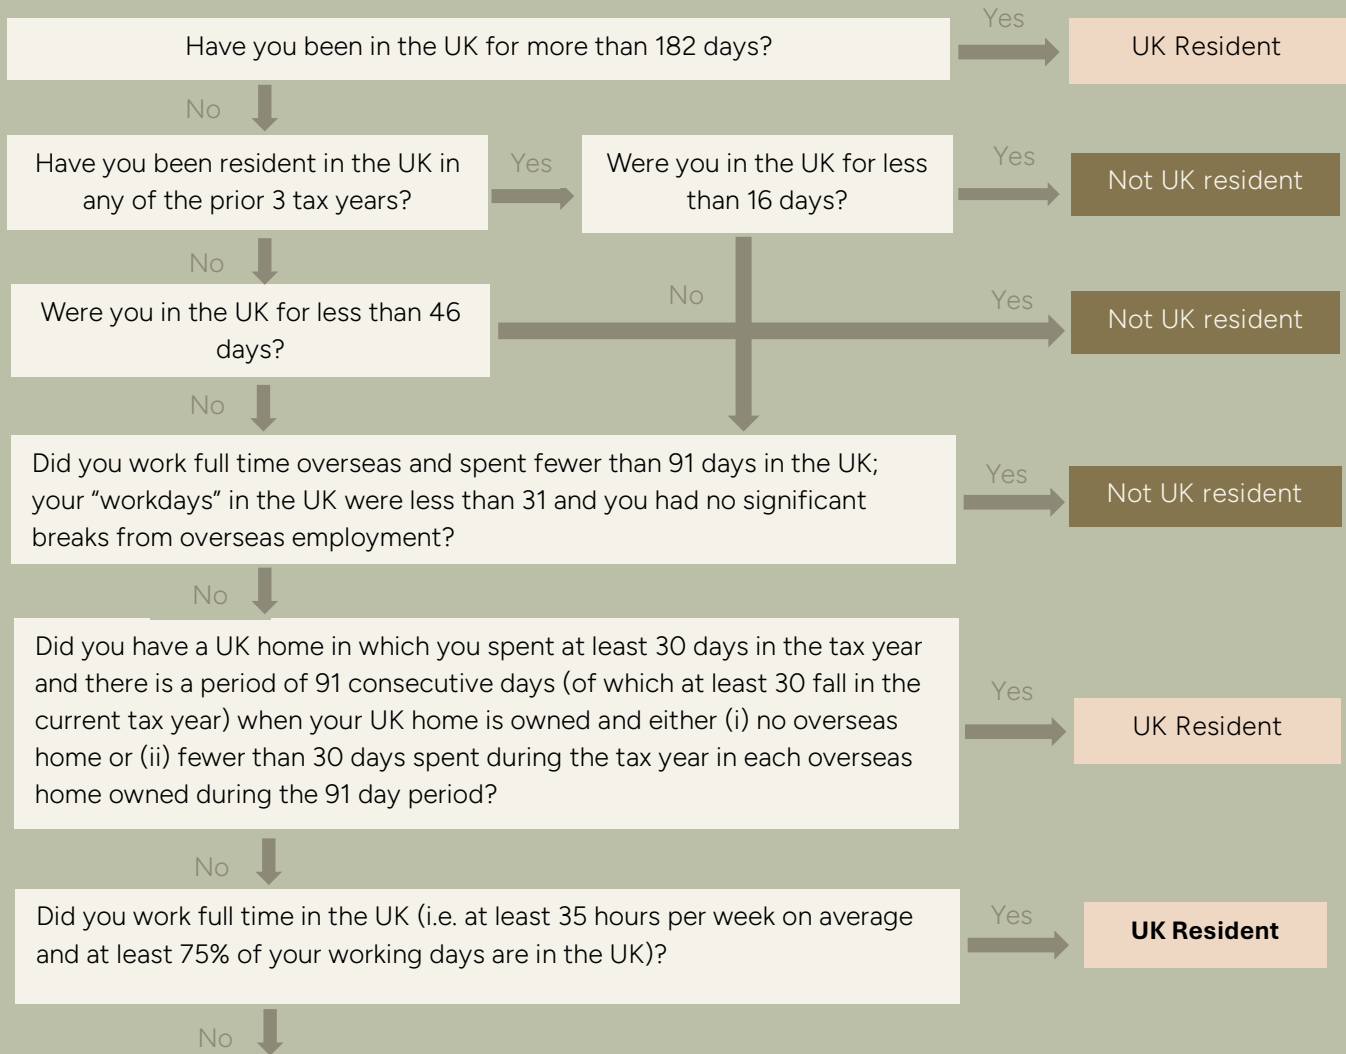 Have you been in the UK for more than 182 days?
Yes
UK Resident
No
Have you been resident in the UK in
any of the prior 3 tax years?
Yes
Were you in the UK for less
than 16 days?
Yes
Not UK resident
No
Were you in the UK for less than 46
days?
No
Yes
Not UK resident
No
Did you work full time overseas and spent fewer than 91 days in the UK;
your “workdays” in the UK were less than 31 and you had no significant
breaks from overseas employment?
Yes
Not UK resident
No
Did you have a UK home in which you spent at least 30 days in the tax year
and there is a period of 91 consecutive days (of which at least 30 fall in the
current tax year) when your UK home is owned and either (i) no overseas
home or (ii) fewer than 30 days spent during the tax year in each overseas
home owned during the 91 day period?
Yes
UK Resident
No
Did you work full time in the UK (i.e. at least 35 hours per week on average
and at least 75% of your working days are in the UK)?
Yes
UK Resident
No